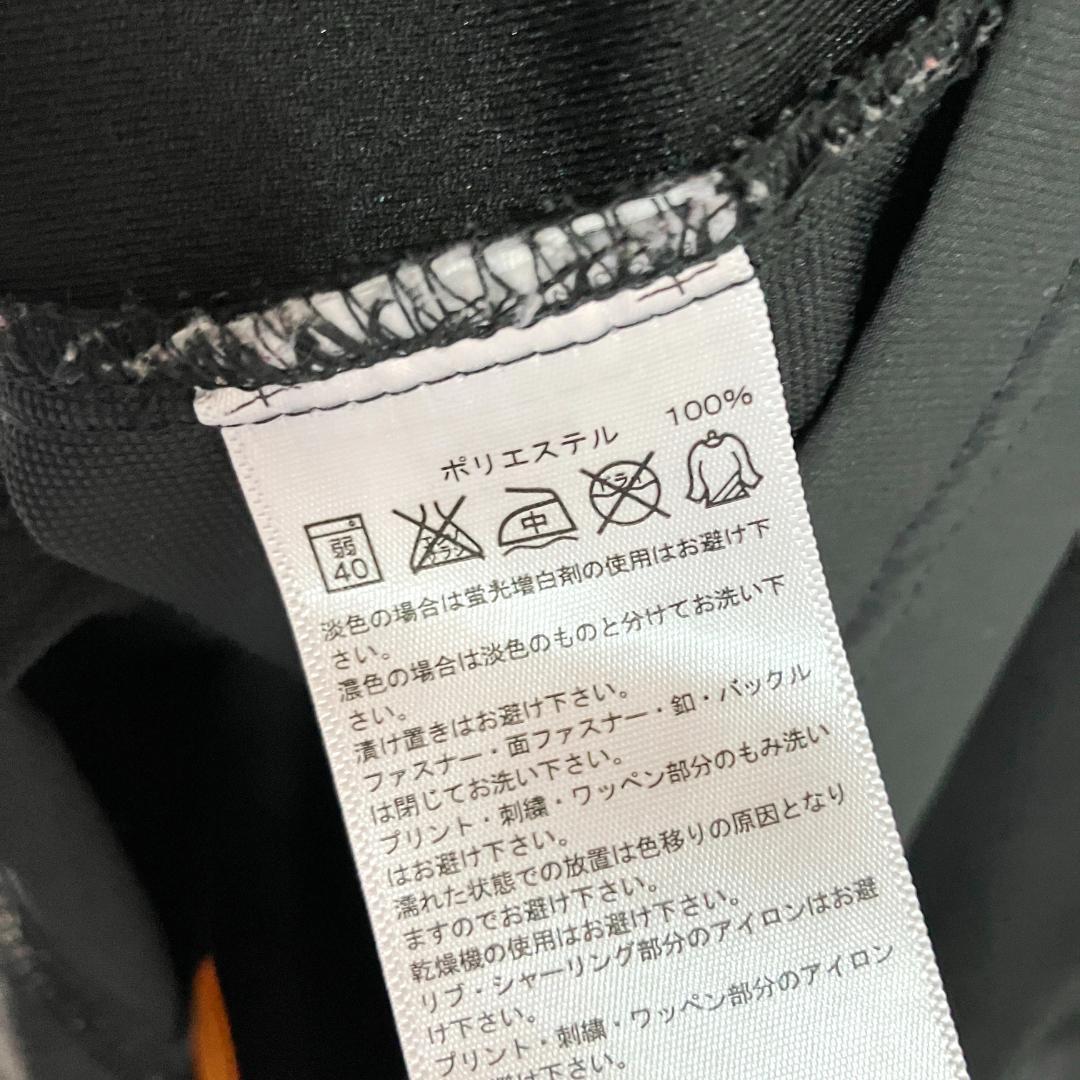 ポリエステル 100%
弱 40 エンソ サラシ 中 ドライ
淡色の場合は蛍光増白剤の使用はお避け下
さい。
濃色の場合は淡色のものと分けてお洗い下
さい。
漬け置きはお避け下さい。
ファスナー・面ファスナー・釦・バックル
は閉じてお洗い下さい。
プリント・刺繍・ワッペン部分のもみ洗い
はお避け下さい。
濡れた状態での放置は色移りの原因となり
ますのでお避け下さい。
乾燥機の使用はお避け下さい。
リブ・シャーリング部分のアイロンはお避
け下さい。
プリント・刺繍・ワッペン部分のアイロン
避け下さい。